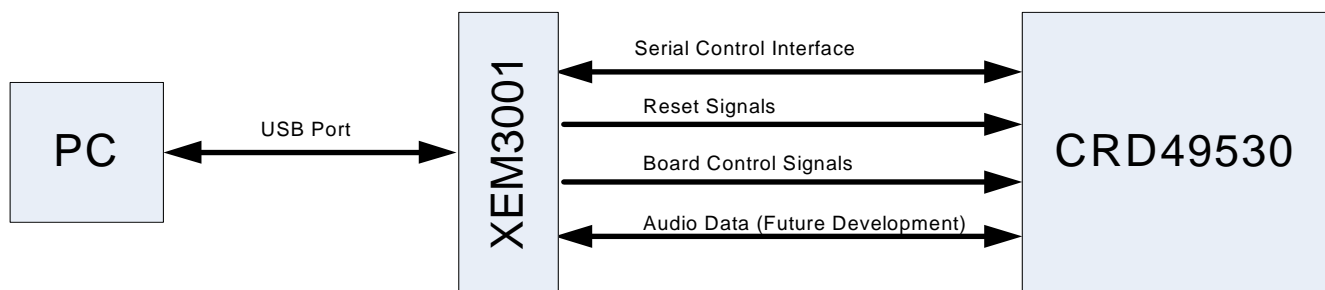 PC
USB Port
XEM3001
Serial Control Interface
Reset Signals
Board Control Signals
Audio Data (Future Development)
CRD49530